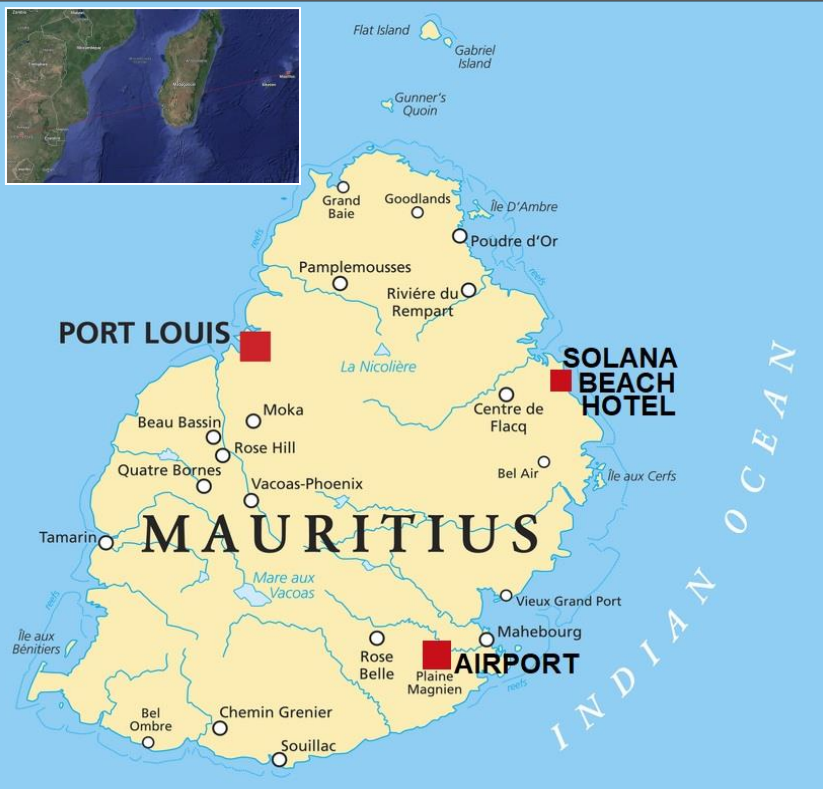 Flat Island
Gabriel
Island
Gunner's
Quoin
Grand
Baie
Goodlands
Île D'Ambre
Poudre d'Or
reefs
reefs
Pamplemousses
Riviére du
Rempart
PORT LOUIS
La Nicolière
SOLANA
BEACH
HOTEL
Centre de
Flacq
Moka
Beau Bassin
Rose Hill
Quatre Bornes
Vacoas-Phoenix
Bel Air
Île aux Cerfs
MAURITIUS
Tamarin
Mare aux
Vacoas
INDIAN OCEAN
Vieux Grand Port
reefs
Île aux
Bénitiers
Mahebourg
Rose
Belle
AIRPORT
Plaine
Magnien
reefs
Bel
Ombre
Chemin Grenier
Souillac